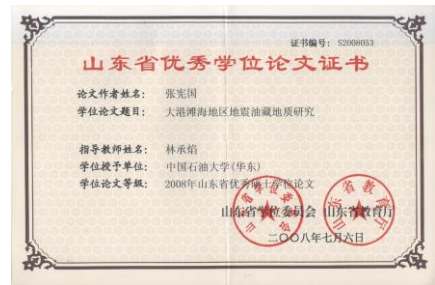 证书编号: S2008053
山东省优秀学位论文证书
论文作者姓名: 张宪国
学位论文题目: 大港滩海地区地震油藏地质研究
指导教师姓名: 林承焰
学位授予单位: 中国石油大学(华东)
学位论文等级: 2008年山东省优秀硕士学位论文
山东省学位委员会 山东省教育厅
二〇〇八年七月六日